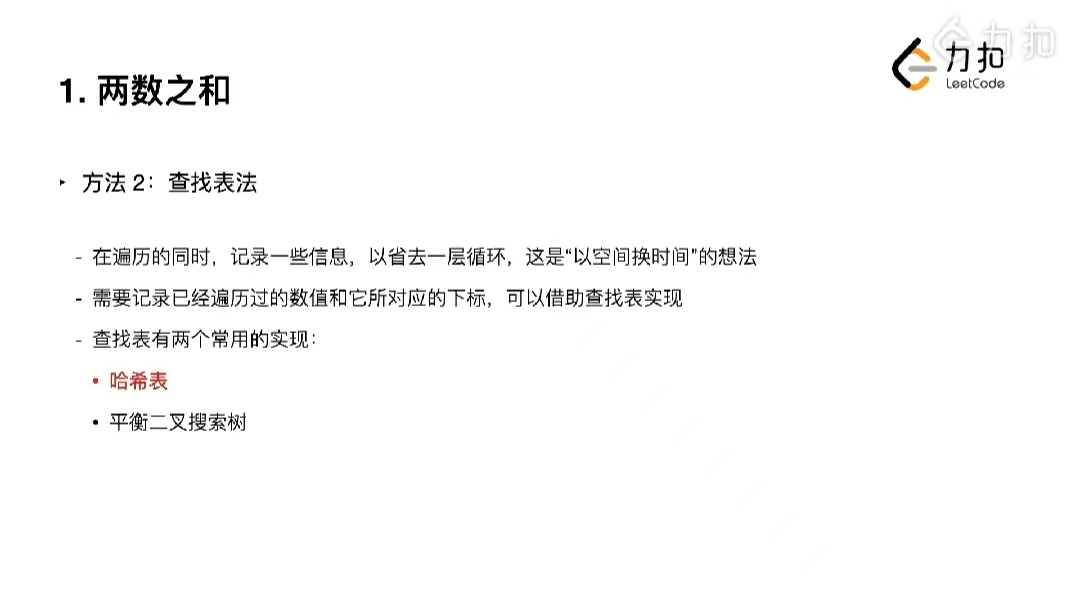 力扣
力扣
LeetCode
1. 两数之和
‣ 方法 2：查找表法
- 在遍历的同时，记录一些信息，以省去一层循环，这是“以空间换时间”的想法
- 需要记录已经遍历过的数值和它所对应的下标，可以借助查找表实现
- 查找表有两个常用的实现：
• 哈希表
• 平衡二叉搜索树